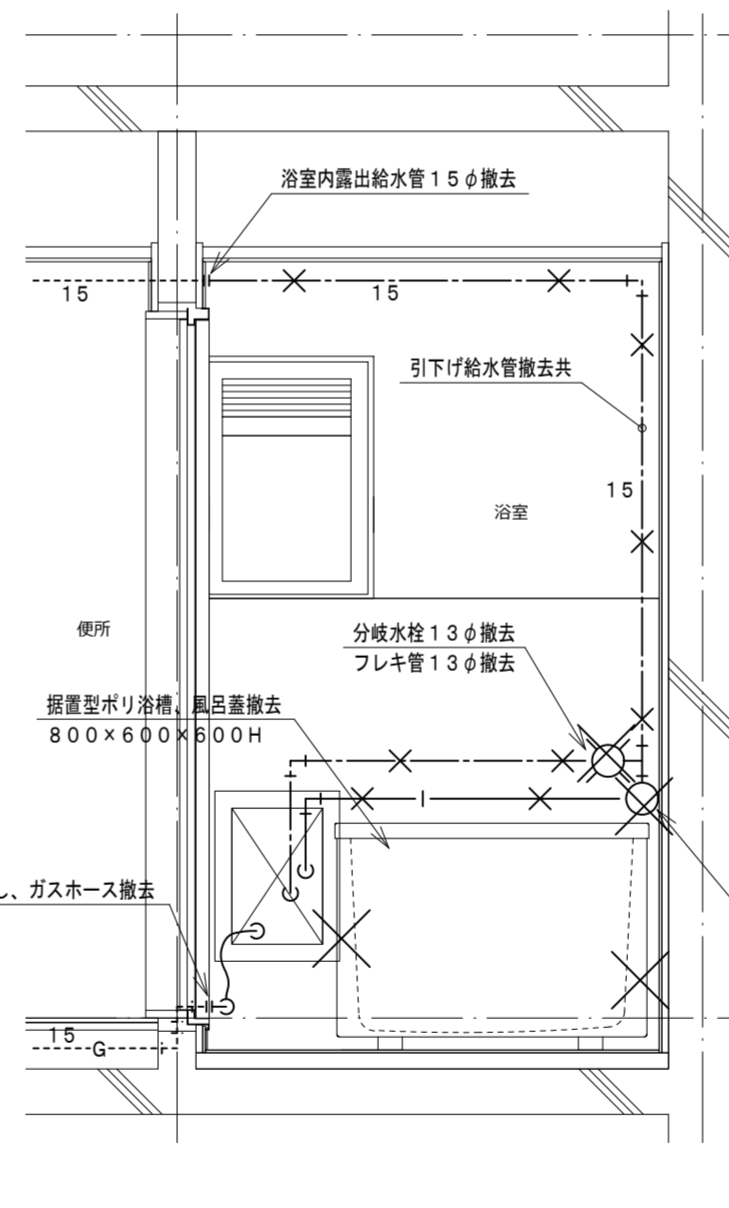 浴室内露出給水管１５φ撤去
１５
１５
引下げ給水管撤去共
１５
浴室
便所
分岐水栓１３φ撤去
フレキ管１３φ撤去
据置型ポリ浴槽、風呂蓋撤去
８００×６００×６００Ｈ
し、ガスホース撤去
１５
G